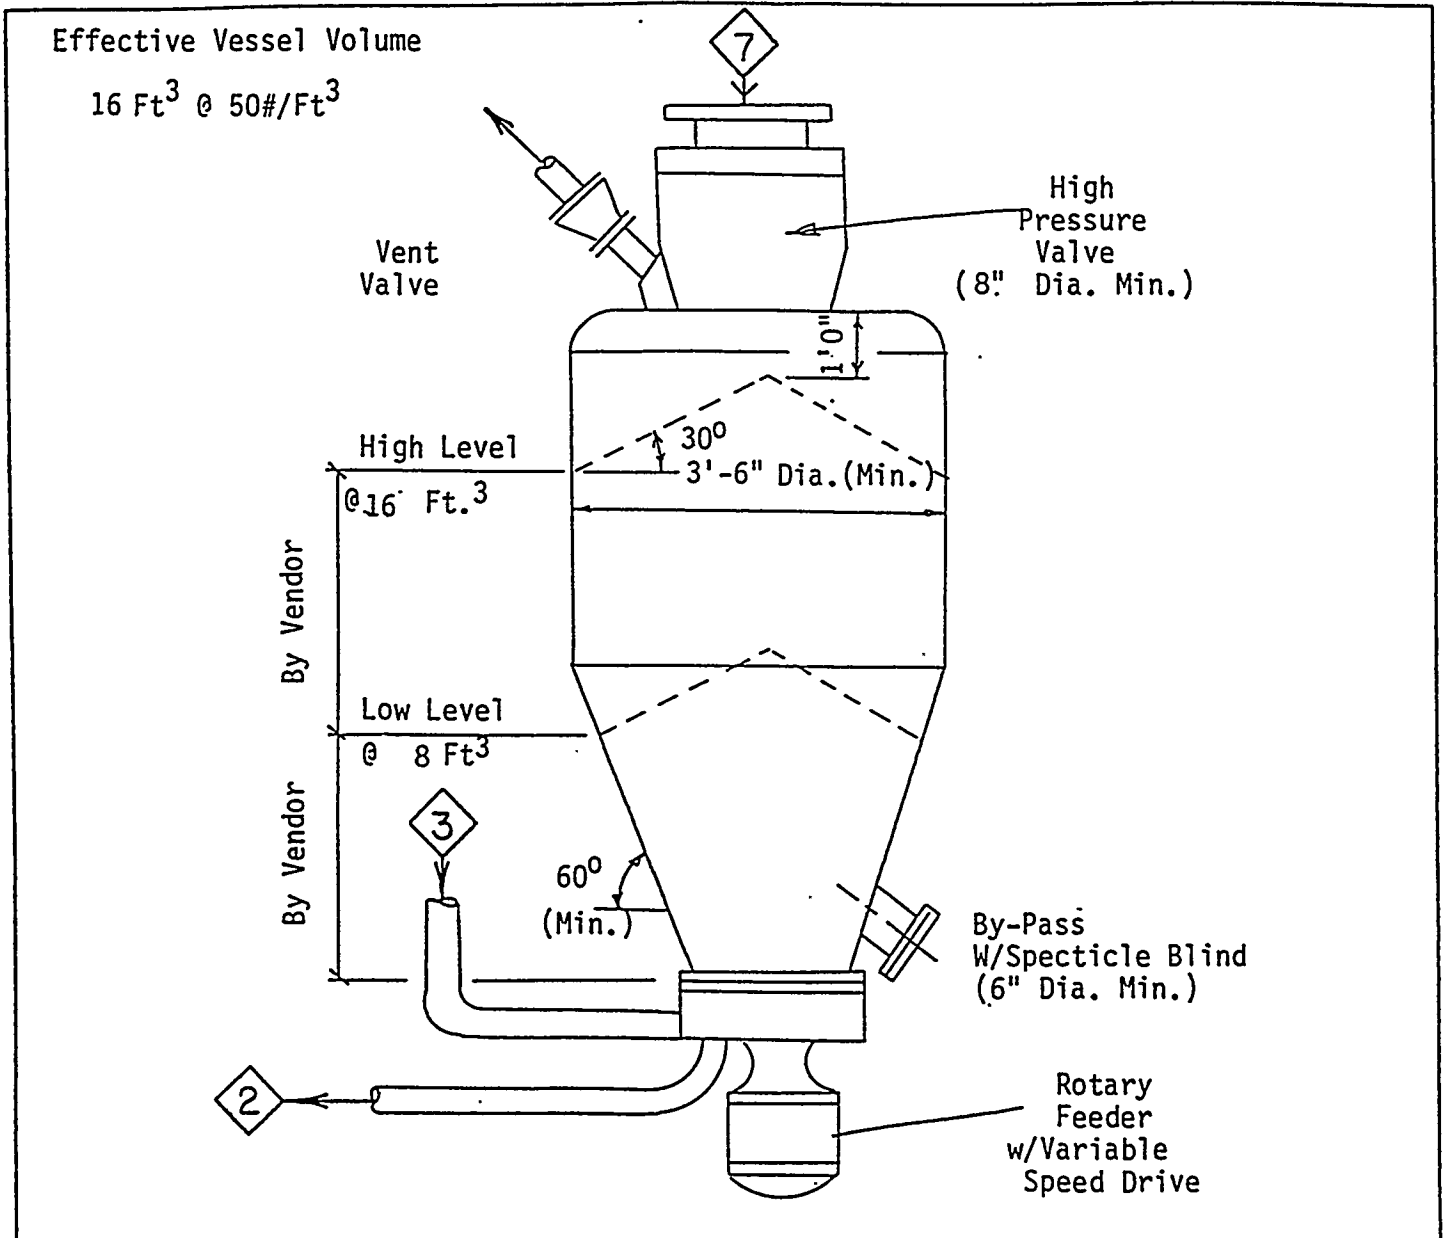 Effective Vessel Volume
16 Ft³ @ 50#/Ft³
7
High
Pressure
Valve
(8" Dia. Min.)
Vent
Valve
1'0"
High Level
30º
3'-6" Dia.(Min.)
@ 16 Ft.³
By Vendor
Low Level
@ 8 Ft³
By Vendor
3
60º
(Min.)
By-Pass
W/Specticle Blind
(6" Dia. Min.)
2
Rotary
Feeder
w/Variable
Speed Drive